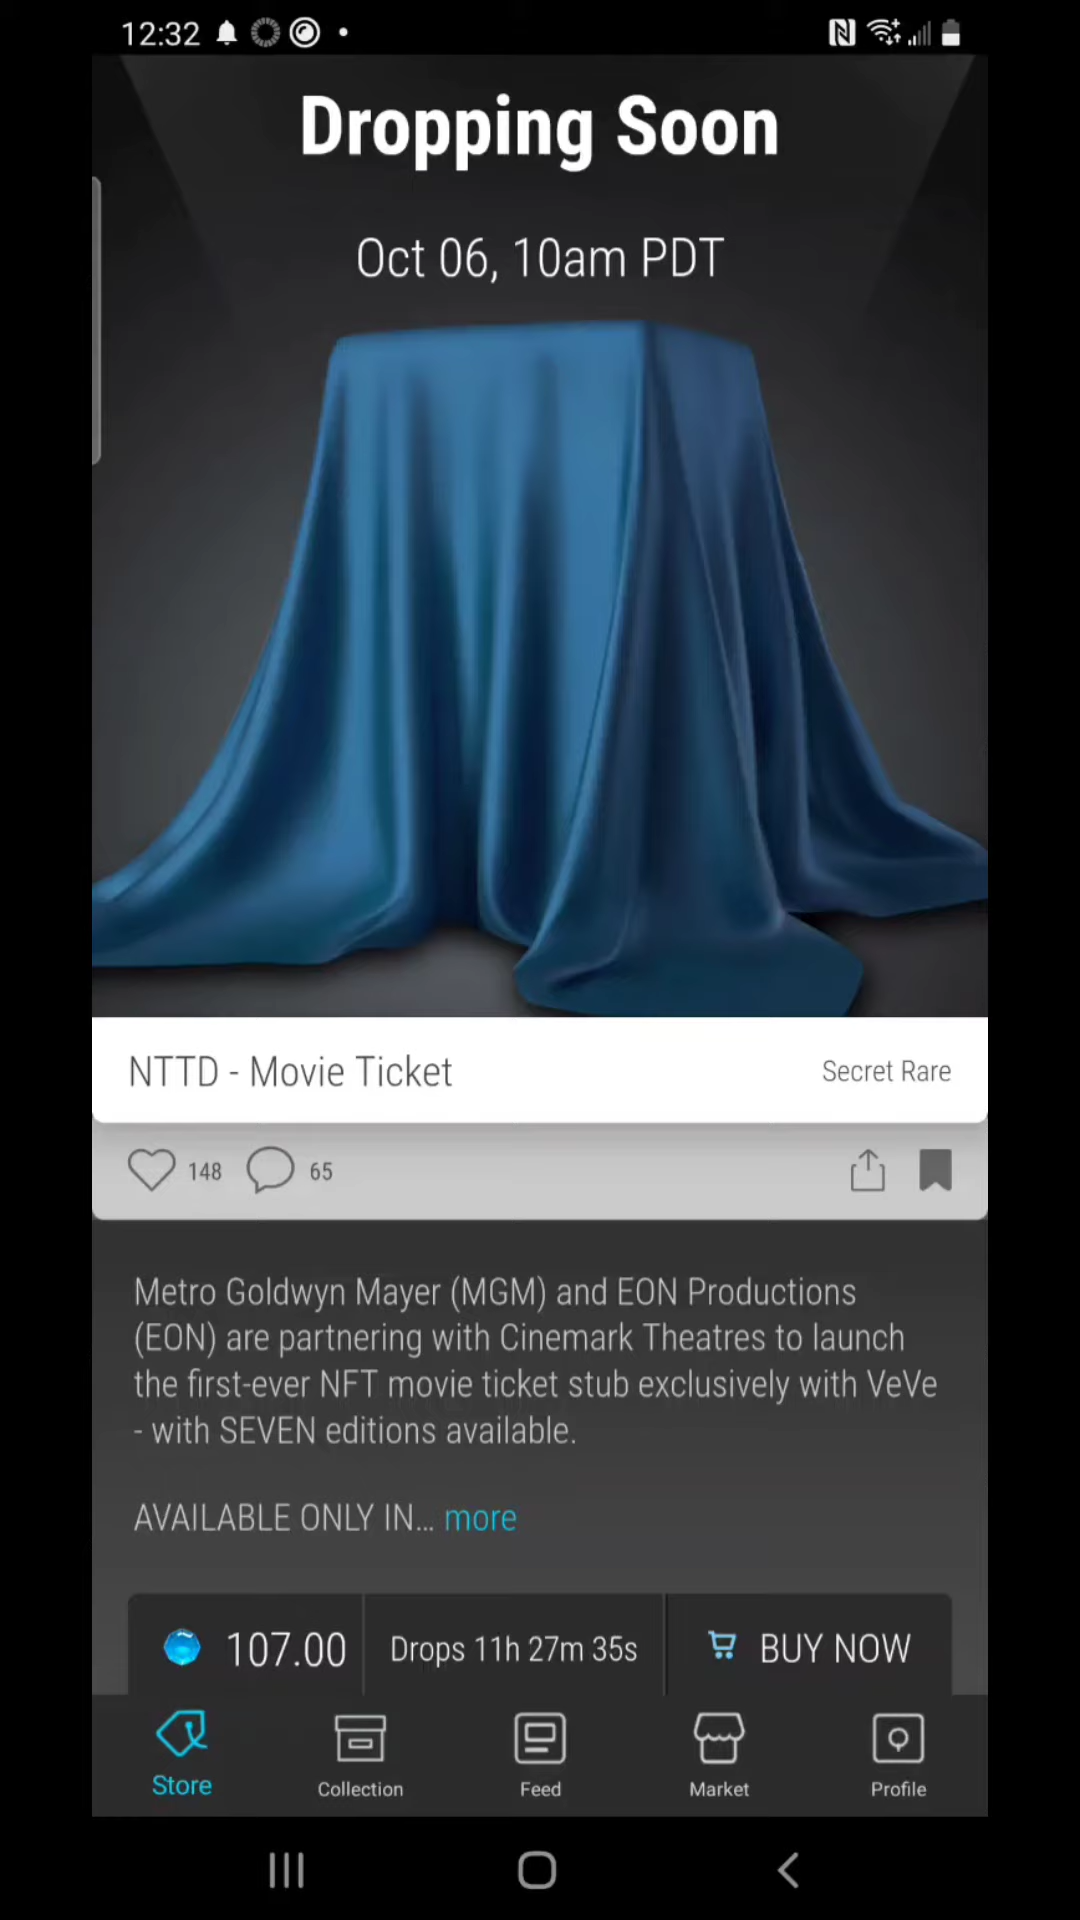 12:32
Dropping Soon
Oct 06, 10am PDT
NTTD - Movie Ticket
Secret Rare
148
65
Metro Goldwyn Mayer (MGM) and EON Productions
(EON) are partnering with Cinemark Theatres to launch
the first-ever NFT movie ticket stub exclusively with VeVe
- with SEVEN editions available.
AVAILABLE ONLY IN... more
107.00
Drops 11h 27m 35s
BUY NOW
Store
Collection
Feed
Market
Profile